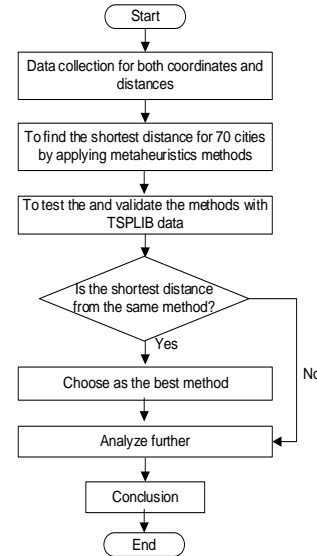 Start
Data collection for both coordinates and
distances
To find the shortest distance for 70 cities
by applying metaheuristics methods
To test the and validate the methods with
TSPLIB data
Is the shortest distance
from the same method?
Yes
No
Choose as the best method
Analyze further
Conclusion
End